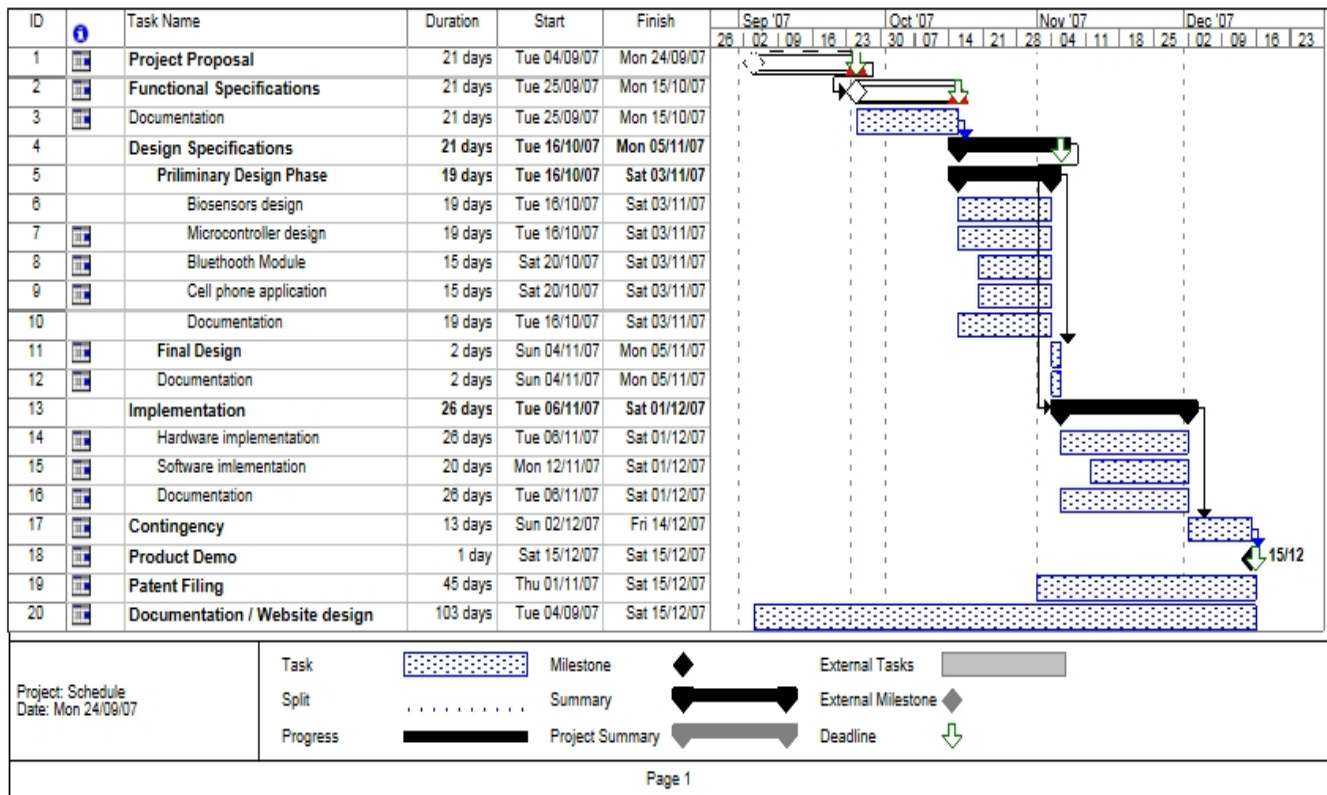 ID Task Name Duration Start Finish Sep '07 Oct '07 Nov '07 Dec '07
26 02 09 16 23 30 07 14 21 28 04 11 18 25 02 09 16 23
1 Project Proposal 21 days Tue 04/09/07 Mon 24/09/07
2 Functional Specifications 21 days Tue 25/09/07 Mon 15/10/07
3 Documentation 21 days Tue 25/09/07 Mon 15/10/07
4 Design Specifications 21 days Tue 16/10/07 Mon 05/11/07
5 Priliminary Design Phase 19 days Tue 16/10/07 Sat 03/11/07
6 Biosensors design 19 days Tue 16/10/07 Sat 03/11/07
7 Microcontroller design 19 days Tue 16/10/07 Sat 03/11/07
8 Bluethooth Module 15 days Sat 20/10/07 Sat 03/11/07
9 Cell phone application 15 days Sat 20/10/07 Sat 03/11/07
10 Documentation 19 days Tue 16/10/07 Sat 03/11/07
11 Final Design 2 days Sun 04/11/07 Mon 05/11/07
12 Documentation 2 days Sun 04/11/07 Mon 05/11/07
13 Implementation 26 days Tue 06/11/07 Sat 01/12/07
14 Hardware implementation 26 days Tue 06/11/07 Sat 01/12/07
15 Software imlementation 20 days Mon 12/11/07 Sat 01/12/07
16 Documentation 26 days Tue 06/11/07 Sat 01/12/07
17 Contingency 13 days Sun 02/12/07 Fri 14/12/07
18 Product Demo 1 day Sat 15/12/07 Sat 15/12/07 15/12
19 Patent Filing 45 days Thu 01/11/07 Sat 15/12/07
20 Documentation / Website design 103 days Tue 04/09/07 Sat 15/12/07
Project: Schedule
Date: Mon 24/09/07
Task Milestone External Tasks
Split Summary External Milestone
Progress Project Summary Deadline
Page 1